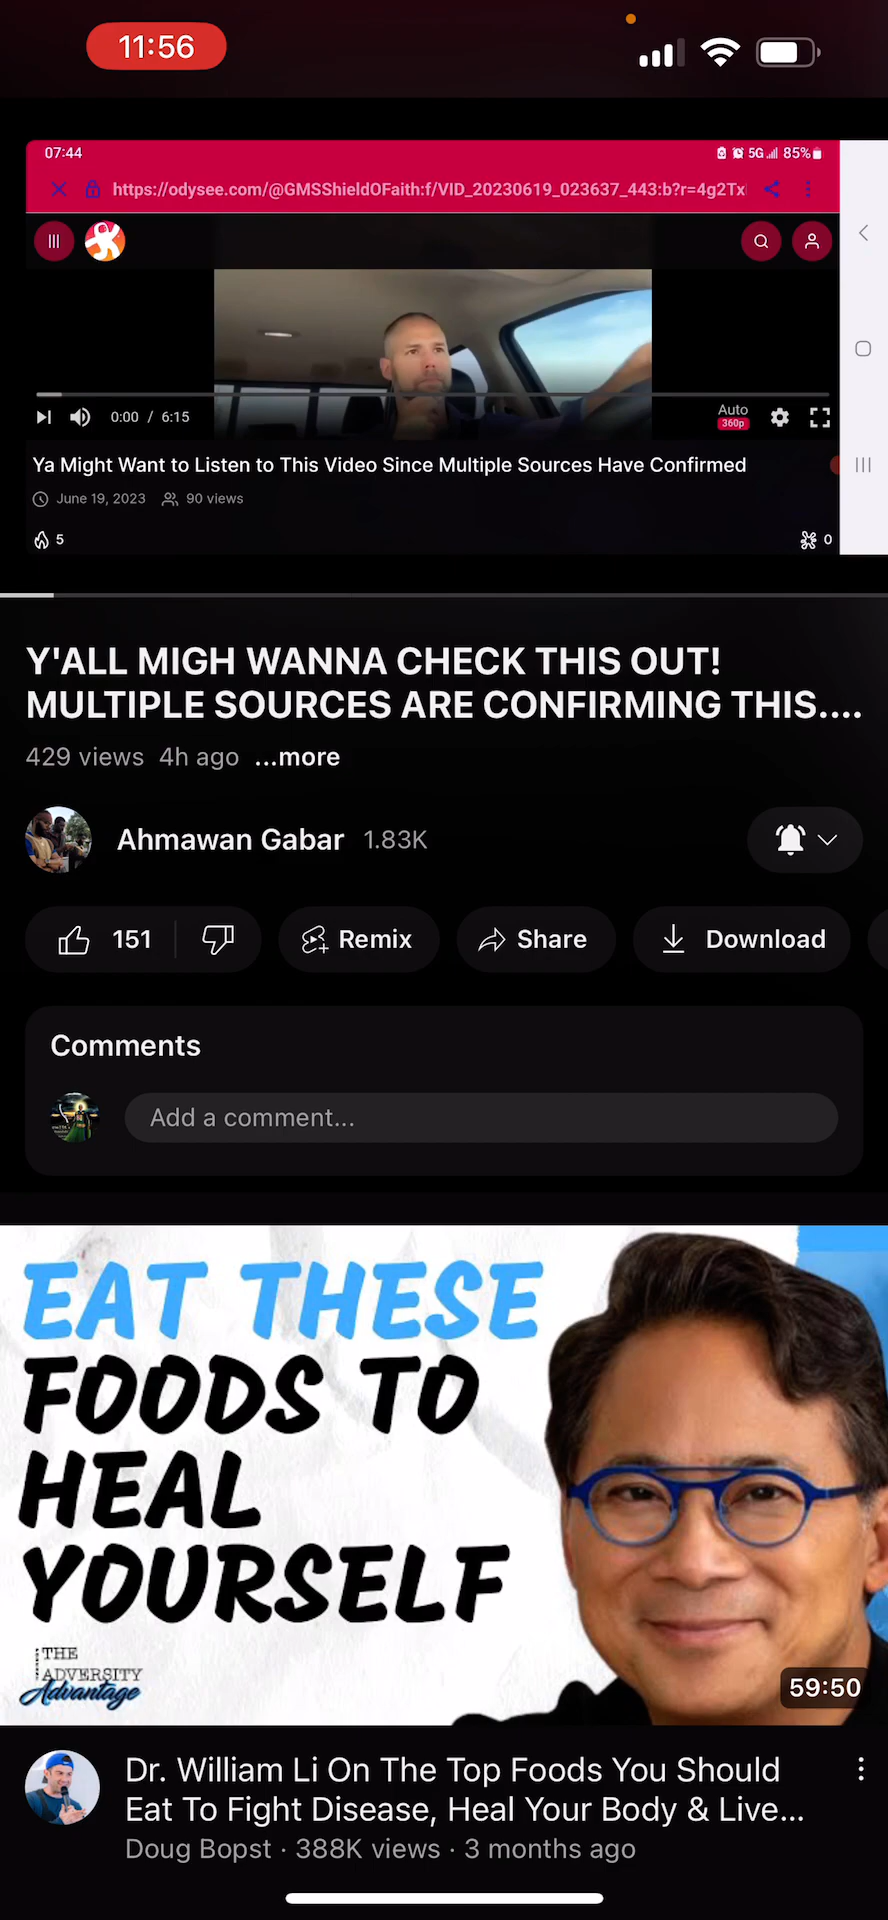 11:56
07:44
5G 85%
https://odysee.com/@GMSShieldOFaith:f/VID_20230619_023637_443:b?r=4g2Tx
0:00 / 6:15
Auto
360p
Ya Might Want to Listen to This Video Since Multiple Sources Have Confirmed
June 19, 2023 90 views
5 0
Y'ALL MIGH WANNA CHECK THIS OUT!
MULTIPLE SOURCES ARE CONFIRMING THIS....
429 views 4h ago ...more
Ahmawan Gabar 1.83K
151 Remix Share Download
Comments
Add a comment...
EAT THESE
FOODS TO
HEAL
YOURSELF
THE
ADVERSITY
Advantage
59:50
Dr. William Li On The Top Foods You Should
Eat To Fight Disease, Heal Your Body & Live...
Doug Bopst · 388K views · 3 months ago